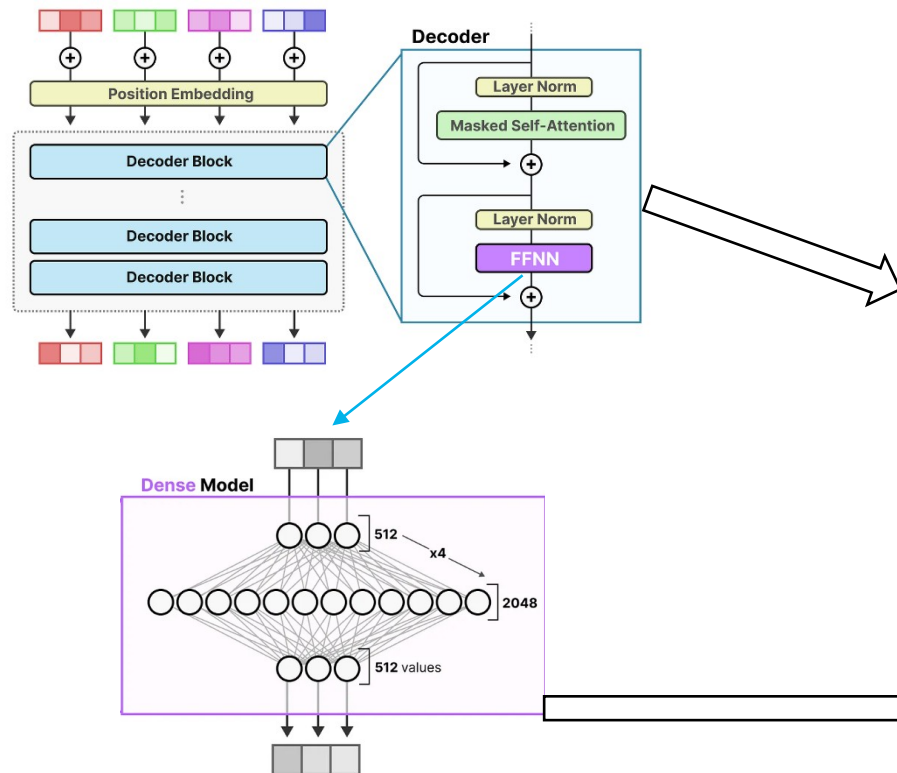 Position Embedding
Decoder Block
⋮
Decoder Block
Decoder Block
Decoder
Layer Norm
Masked Self-Attention
+
Layer Norm
FFNN
+
Dense Model
512
x4
2048
512 values